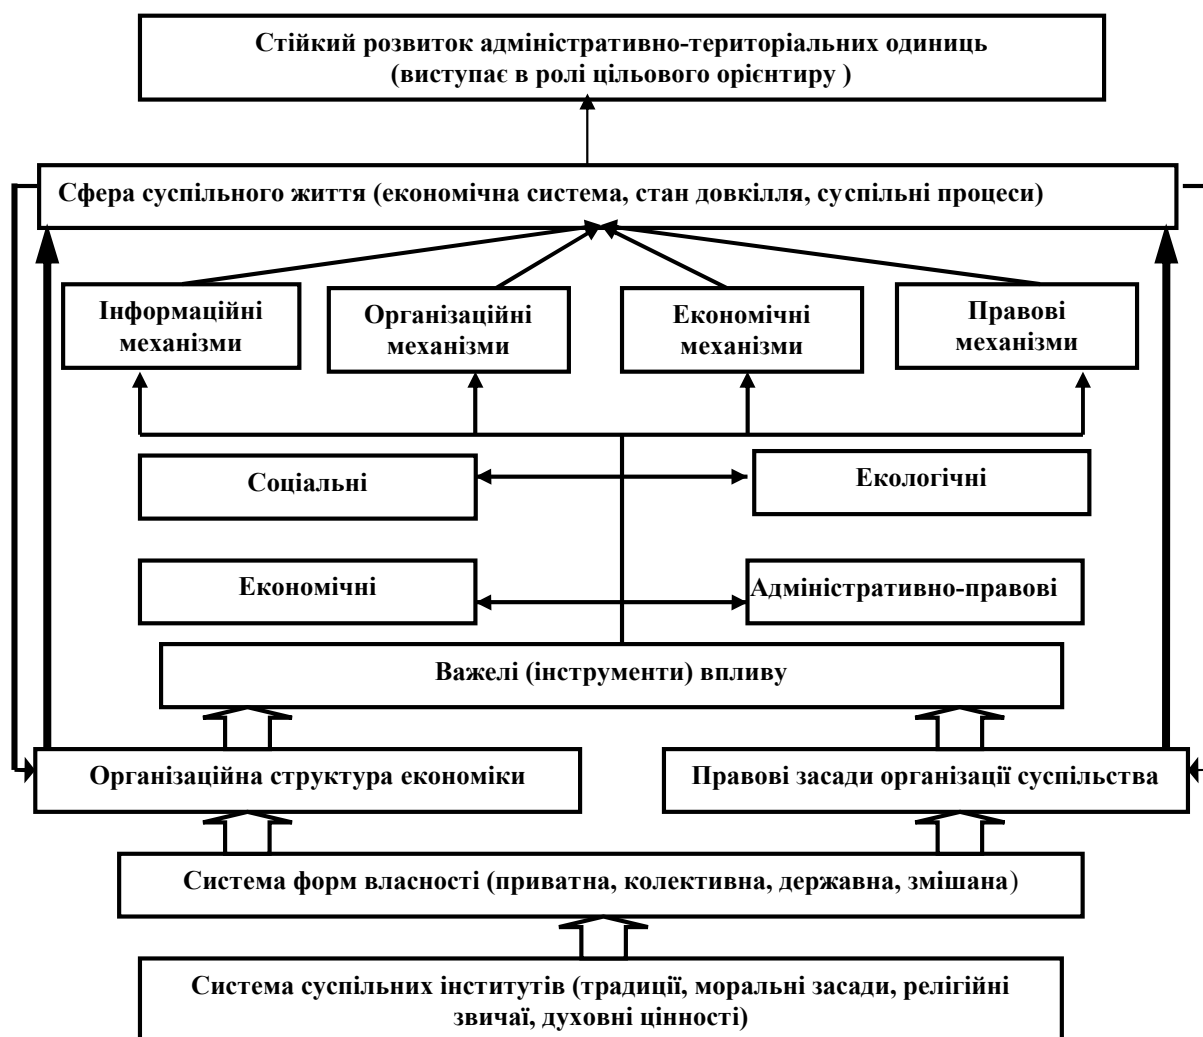 Стійкий розвиток адміністративно-територіальних одиниць
(виступає в ролі цільового орієнтиру )
Сфера суспільного життя (економічна система, стан довкілля, суспільні процеси)
Інформаційні
механізми
Організаційні
механізми
Економічні
механізми
Правові
механізми
Соціальні
Екологічні
Економічні
Адміністративно-правові
Важелі (інструменти) впливу
Організаційна структура економіки
Правові засади організації суспільства
Система форм власності (приватна, колективна, державна, змішана)
Система суспільних інститутів (традиції, моральні засади, релігійні
звичаї, духовні цінності)